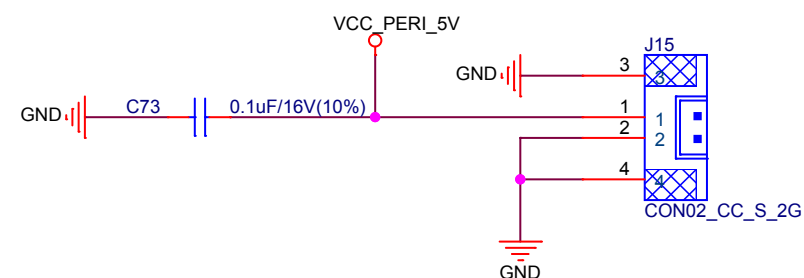 VCC_PERI_5V
J15
GND
3
3
GND
C73
0.1uF/16V(10%)
1
1
2
2
4
4
CON02_CC_S_2G
GND